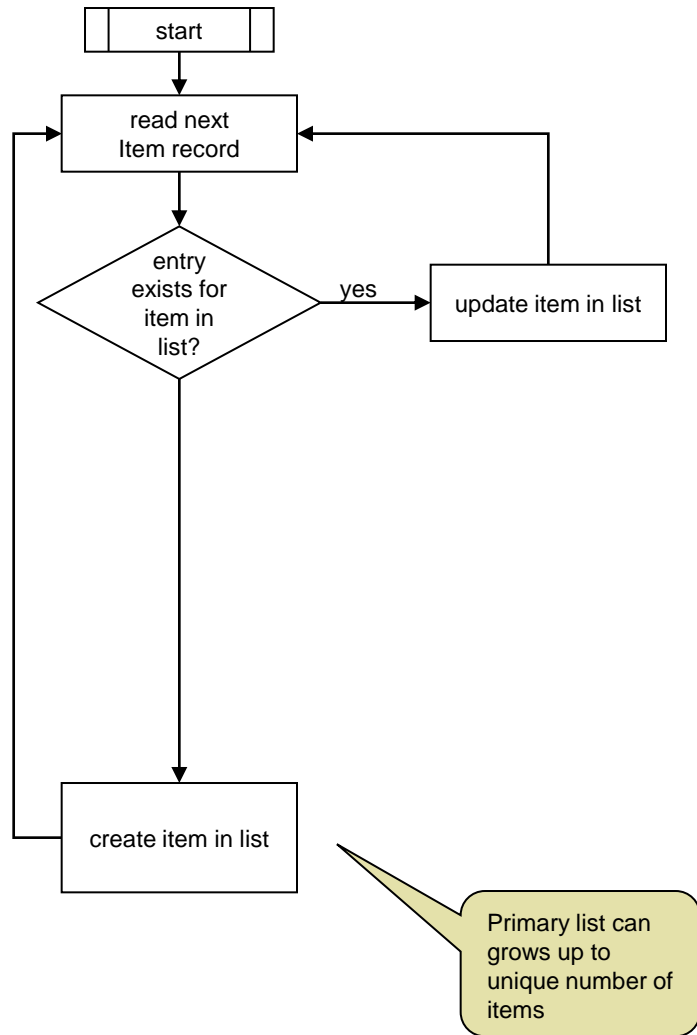 start
read next
Item record
entry
exists for
item in
list?
yes
update item in list
create item in list
Primary list can
grows up to
unique number of
items